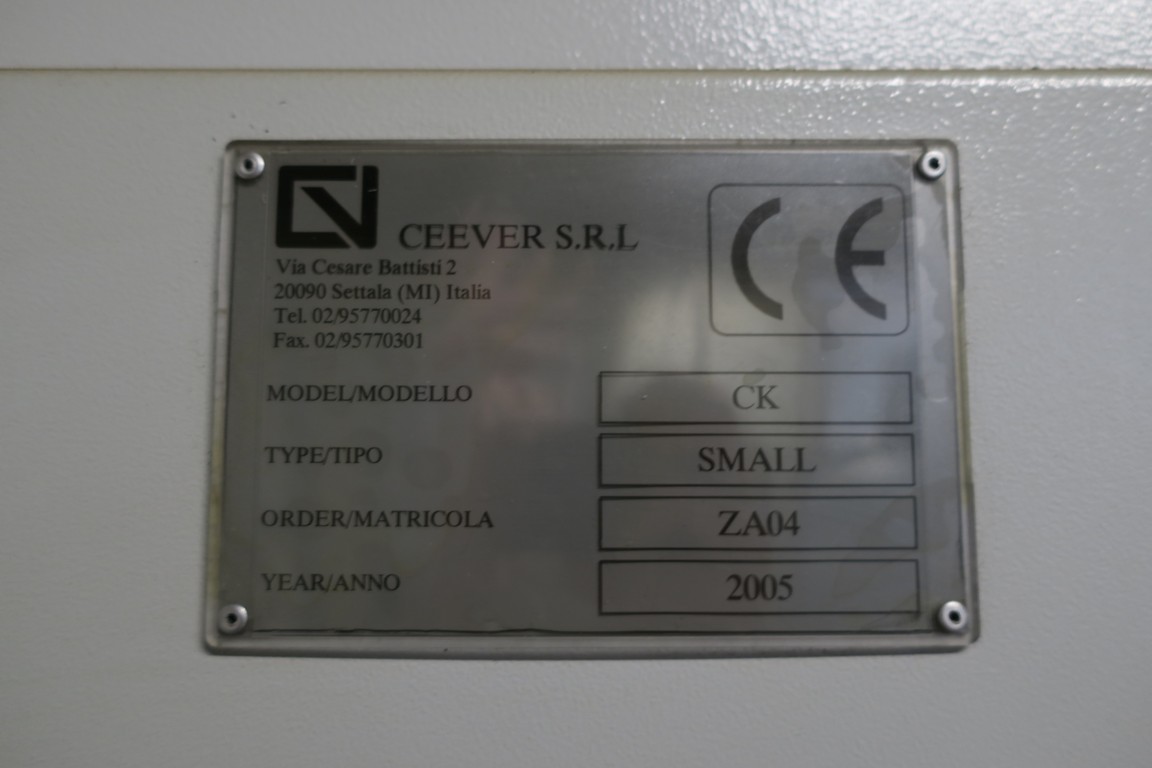 CEEVER S.R.L
Via Cesare Battisti 2
20090 Settala (MI) Italia
Tel. 02/95770024
Fax. 02/95770301
CE
MODEL/MODELLO CK
TYPE/TIPO SMALL
ORDER/MATRICOLA ZA04
YEAR/ANNO 2005